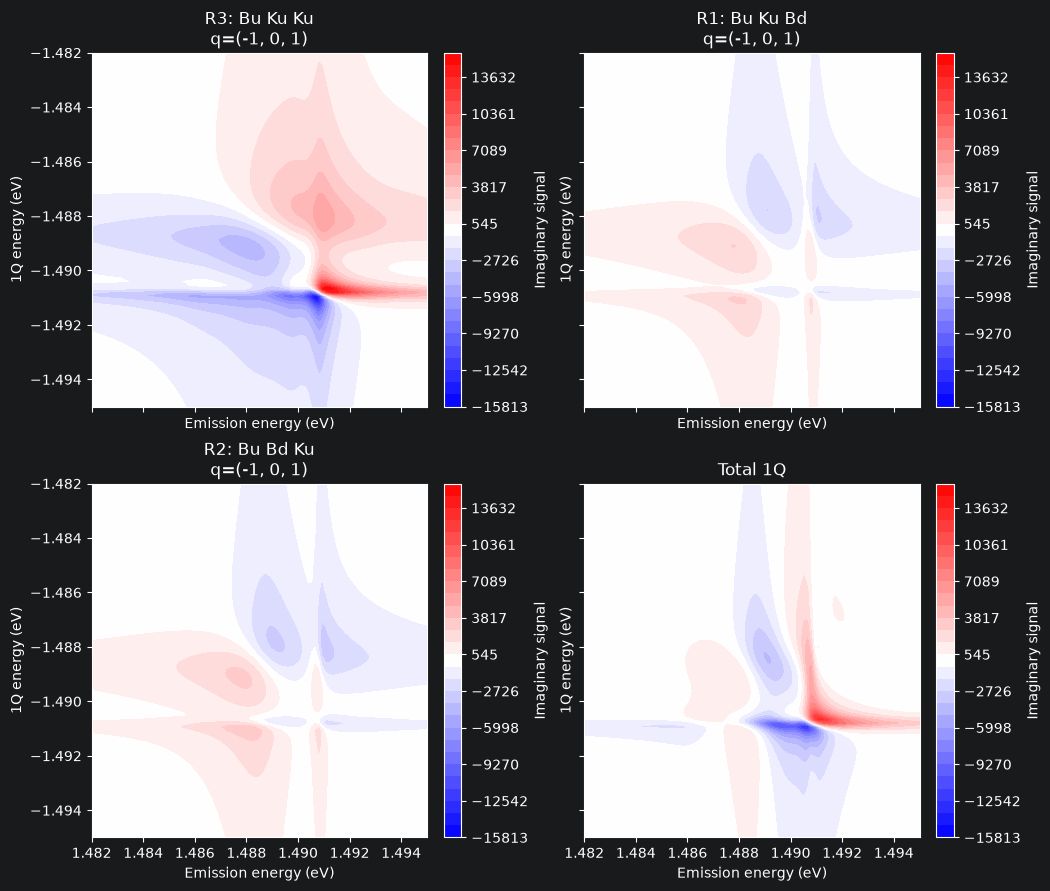 R3: Bu Ku Ku
q=(-1, 0, 1)
−1.482
−1.484
−1.486
−1.488
−1.490
−1.492
−1.494
1Q energy (eV)
Emission energy (eV)
13632
10361
7089
3817
545
−2726
−5998
−9270
−12542
−15813
Imaginary signal
R1: Bu Ku Bd
q=(-1, 0, 1)
1Q energy (eV)
Emission energy (eV)
13632
10361
7089
3817
545
−2726
−5998
−9270
−12542
−15813
Imaginary signal
R2: Bu Bd Ku
q=(-1, 0, 1)
−1.482
−1.484
−1.486
−1.488
−1.490
−1.492
−1.494
1Q energy (eV)
1.482 1.484 1.486 1.488 1.490 1.492 1.494
Emission energy (eV)
13632
10361
7089
3817
545
−2726
−5998
−9270
−12542
−15813
Imaginary signal
Total 1Q
1Q energy (eV)
1.482 1.484 1.486 1.488 1.490 1.492 1.494
Emission energy (eV)
13632
10361
7089
3817
545
−2726
−5998
−9270
−12542
−15813
Imaginary signal